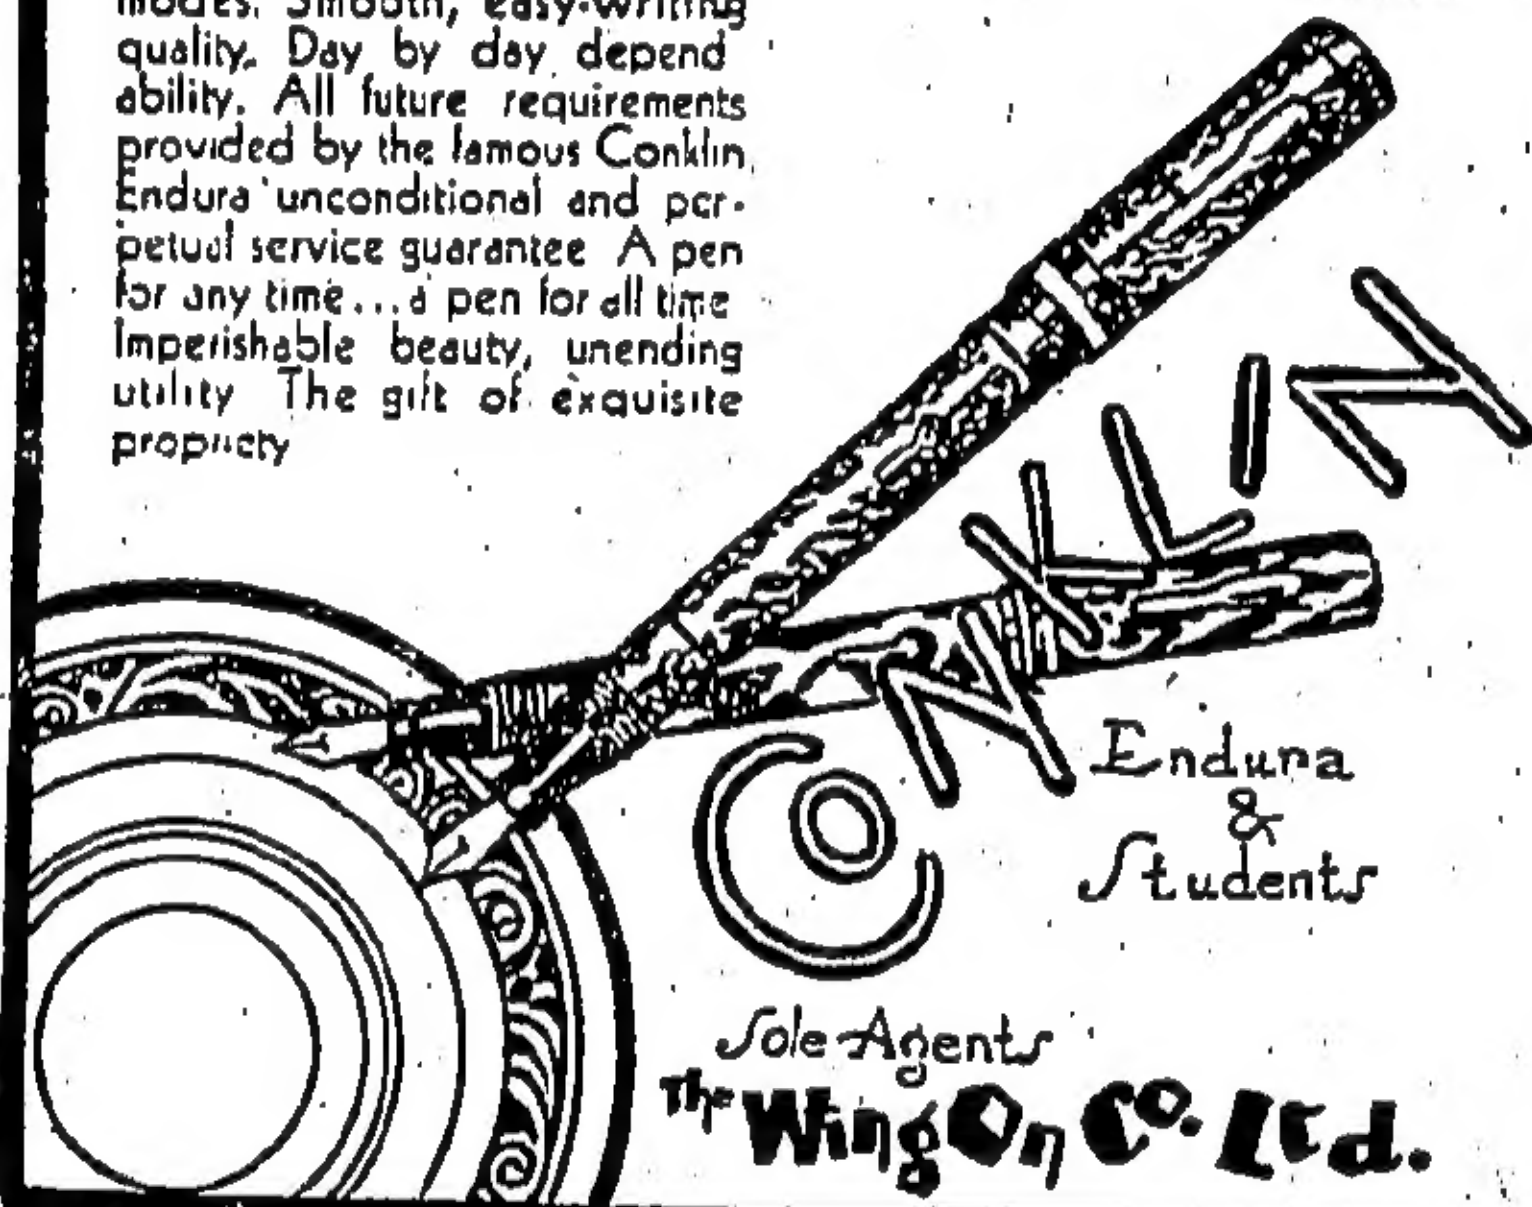 modes. Smooth, easy-writing
quality. Day by day depend
ability. All future requirements
provided by the famous Conklin
Endura unconditional and per-
petual service guarantee A pen
for any time...a pen for all time
Imperishable beauty, unending
utility The gift of exquisite
propriety
CONKLIN
Endura
&
Students
Sole Agents
The Wing On Co. Ltd.